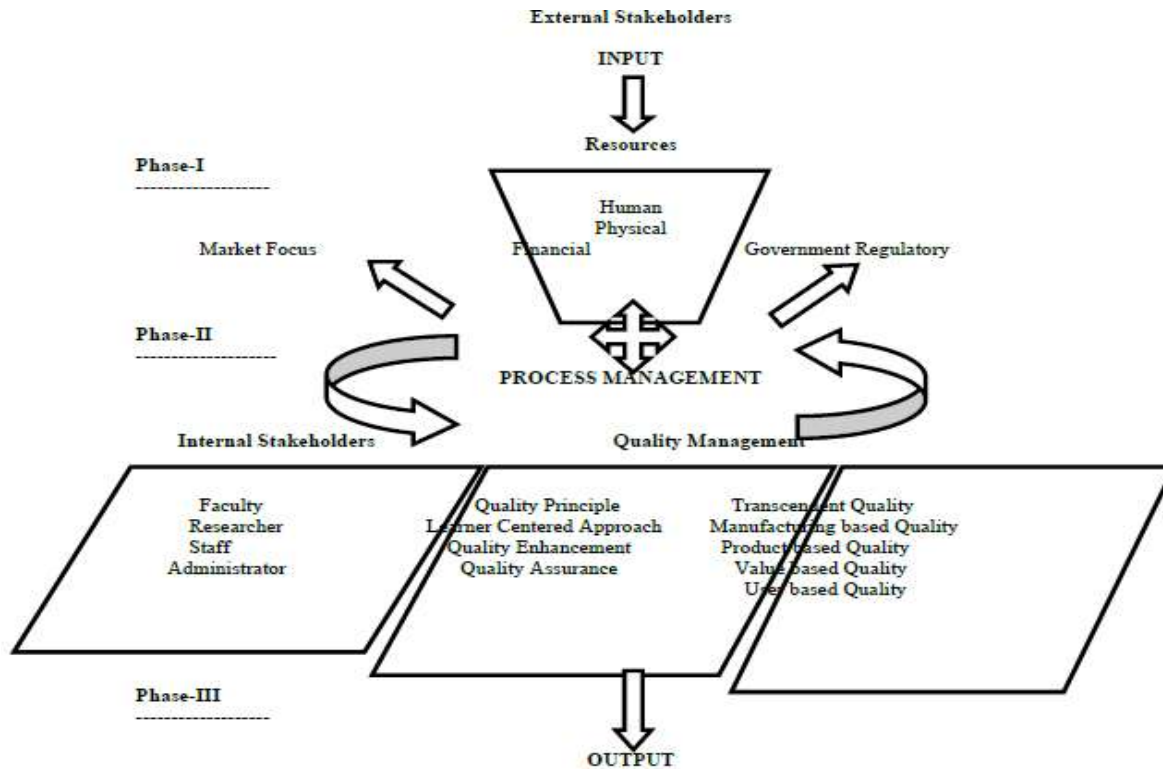 External Stakeholders
INPUT
Resources
Phase-I
-------------------
Human
Physical
Market Focus
Financial
Government Regulatory
Phase-II
-------------------
PROCESS MANAGEMENT
Internal Stakeholders
Quality Management
Faculty
Researcher
Staff
Administrator
Quality Principle
Learner Centered Approach
Quality Enhancement
Quality Assurance
Transcendent Quality
Manufacturing based Quality
Product based Quality
Value based Quality
User based Quality
Phase-III
-------------------
OUTPUT